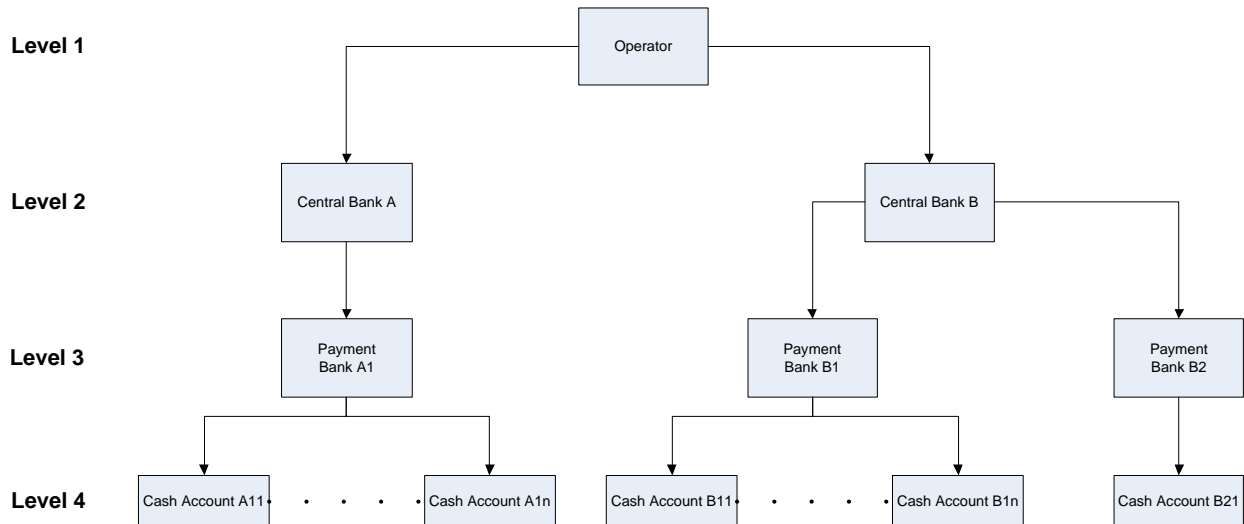 Level 1
Operator
Level 2
Central Bank A
Central Bank B
Level 3
Payment
Bank A1
Payment
Bank B1
Payment
Bank B2
Level 4
Cash Account A11 . . . . . Cash Account A1n
Cash Account B11 . . . . . Cash Account B1n
Cash Account B21